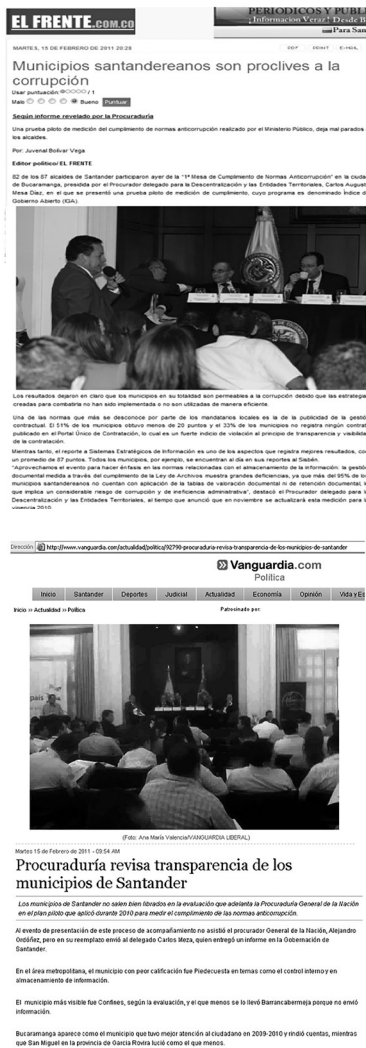 EL FRENTE.COM.CO
PERIODICOS Y PUBL
¡Informacion Veraz! Desde B
Para San
MARTES, 15 DE FEBRERO DE 2011 20:28
PDF PRINT E-MAIL
Municipios santandereanos son proclives a la
corrupción
Usar puntuación: / 1
Malo Bueno Puntuar
Según informe revelado por la Procuraduría
Una prueba piloto de medición del cumplimiento de normas anticorrupción realizado por el Ministerio Público, deja mal parados
los alcaldes.
Por: Juvenal Bolívar Vega
Editor político/ EL FRENTE
82 de los 87 alcaldes de Santander participaron ayer de la "1ª Mesa de Cumplimiento de Normas Anticorrupción" en la ciuda
de Bucaramanga, presidida por el Procurador delegado para la Descentralización y las Entidades Territoriales, Carlos August
Mesa Díaz, en el que se presentó una prueba piloto de medición de cumplimiento, cuyo programa es denominado Índice d
Gobierno Abierto (IGA).
Los resultados dejaron en claro que los municipios en su totalidad son permeables a la corrupción debido que las estrategia
creadas para combatirla no han sido implementada o no son utilizadas de manera eficiente.
Una de las normas que más se desconoce por parte de los mandatarios locales es la de la publicidad de la gestió
contractual. El 51% de los municipios obtuvo menos de 20 puntos y el 33% de los municipios no registra ningún contrat
publicado en el Portal Único de Contratación, lo cual es un fuerte indicio de violación al principio de transparencia y visibilida
de la contratación.
Mientras tanto, el reporte a Sistemas Estratégicos de Información es uno de los aspectos que registra mejores resultados, co
un promedio de 57 puntos. Todos los municipios, por ejemplo, se encuentran al día en sus reportes al Sisbén.
"Aprovechamos el evento para hacer énfasis en las normas relacionadas con el almacenamiento de la información: la gestió
documental medida a través del cumplimiento de la Ley de Archivos muestra grandes deficiencias, ya que más del 95% de lo
municipios santandereanos no cuentan con aplicación de la tablas de valoración documental ni de retención documental, l
que implica un considerable riesgo de corrupción y de ineficiencia administrativa", destacó el Procurador delegado para l
Descentralización y las Entidades Territoriales, al tiempo que anunció que en noviembre se actualizará esta medición para l
vigencia 2010.
Dirección http://www.vanguardia.com/actualidad/politica/92790-procuraduria-revisa-transparencia-de-los-municipios-de-santander
Vanguardia.com
Política
Inicio Santander Deportes Judicial Actualidad Economía Opinión Vida y Es
Inicio >> Actualidad >> Política
Patrocinado por:
país
(Foto: Ana María Valencia/VANGUARDIA LIBERAL)
Martes 15 de Febrero de 2011 - 09:54 AM
Procuraduría revisa transparencia de los
municipios de Santander
Los municipios de Santander no salen bien librados en la evaluación que adelanta la Procuraduría General de la Nación
en el plan piloto que aplicó durante 2010 para medir el cumplimiento de las normas anticorrupción.
Al evento de presentación de este proceso de acompañamiento no asistió el procurador General de la Nación, Alejandro
Ordóñez, pero en su reemplazo envió al delegado Carlos Meza, quien entregó un informe en la Gobernación de
Santander.
En el área metropolitana, el municipio con peor calificación fue Piedecuesta en temas como el control interno y en
almacenamiento de información.
El municipio más visible fue Confines, según la evaluación, y el que menos se lo llevó Barrancabermeja porque no envió
información.
Bucaramanga aparece como el municipio que tuvo mejor atención al ciudadano en 2009-2010 y rindió cuentas, mientras
que San Miguel en la provincia de García Rovira lució como el que menos.